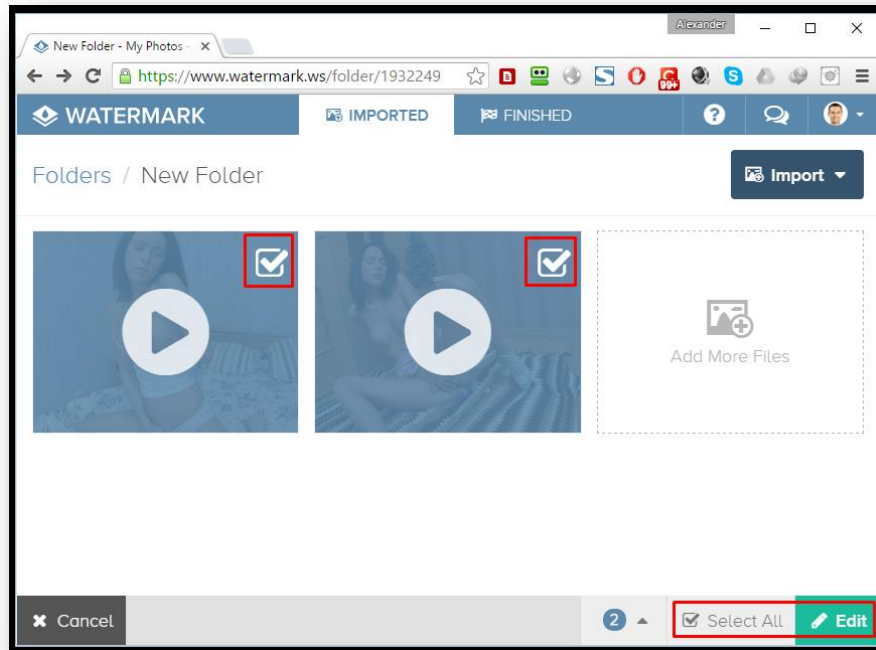 Alexander
New Folder - My Photos -
https://www.watermark.ws/folder/1932249
99+
WATERMARK IMPORTED FINISHED ?
Folders / New Folder Import
Add More Files
Cancel 2 Select All Edit